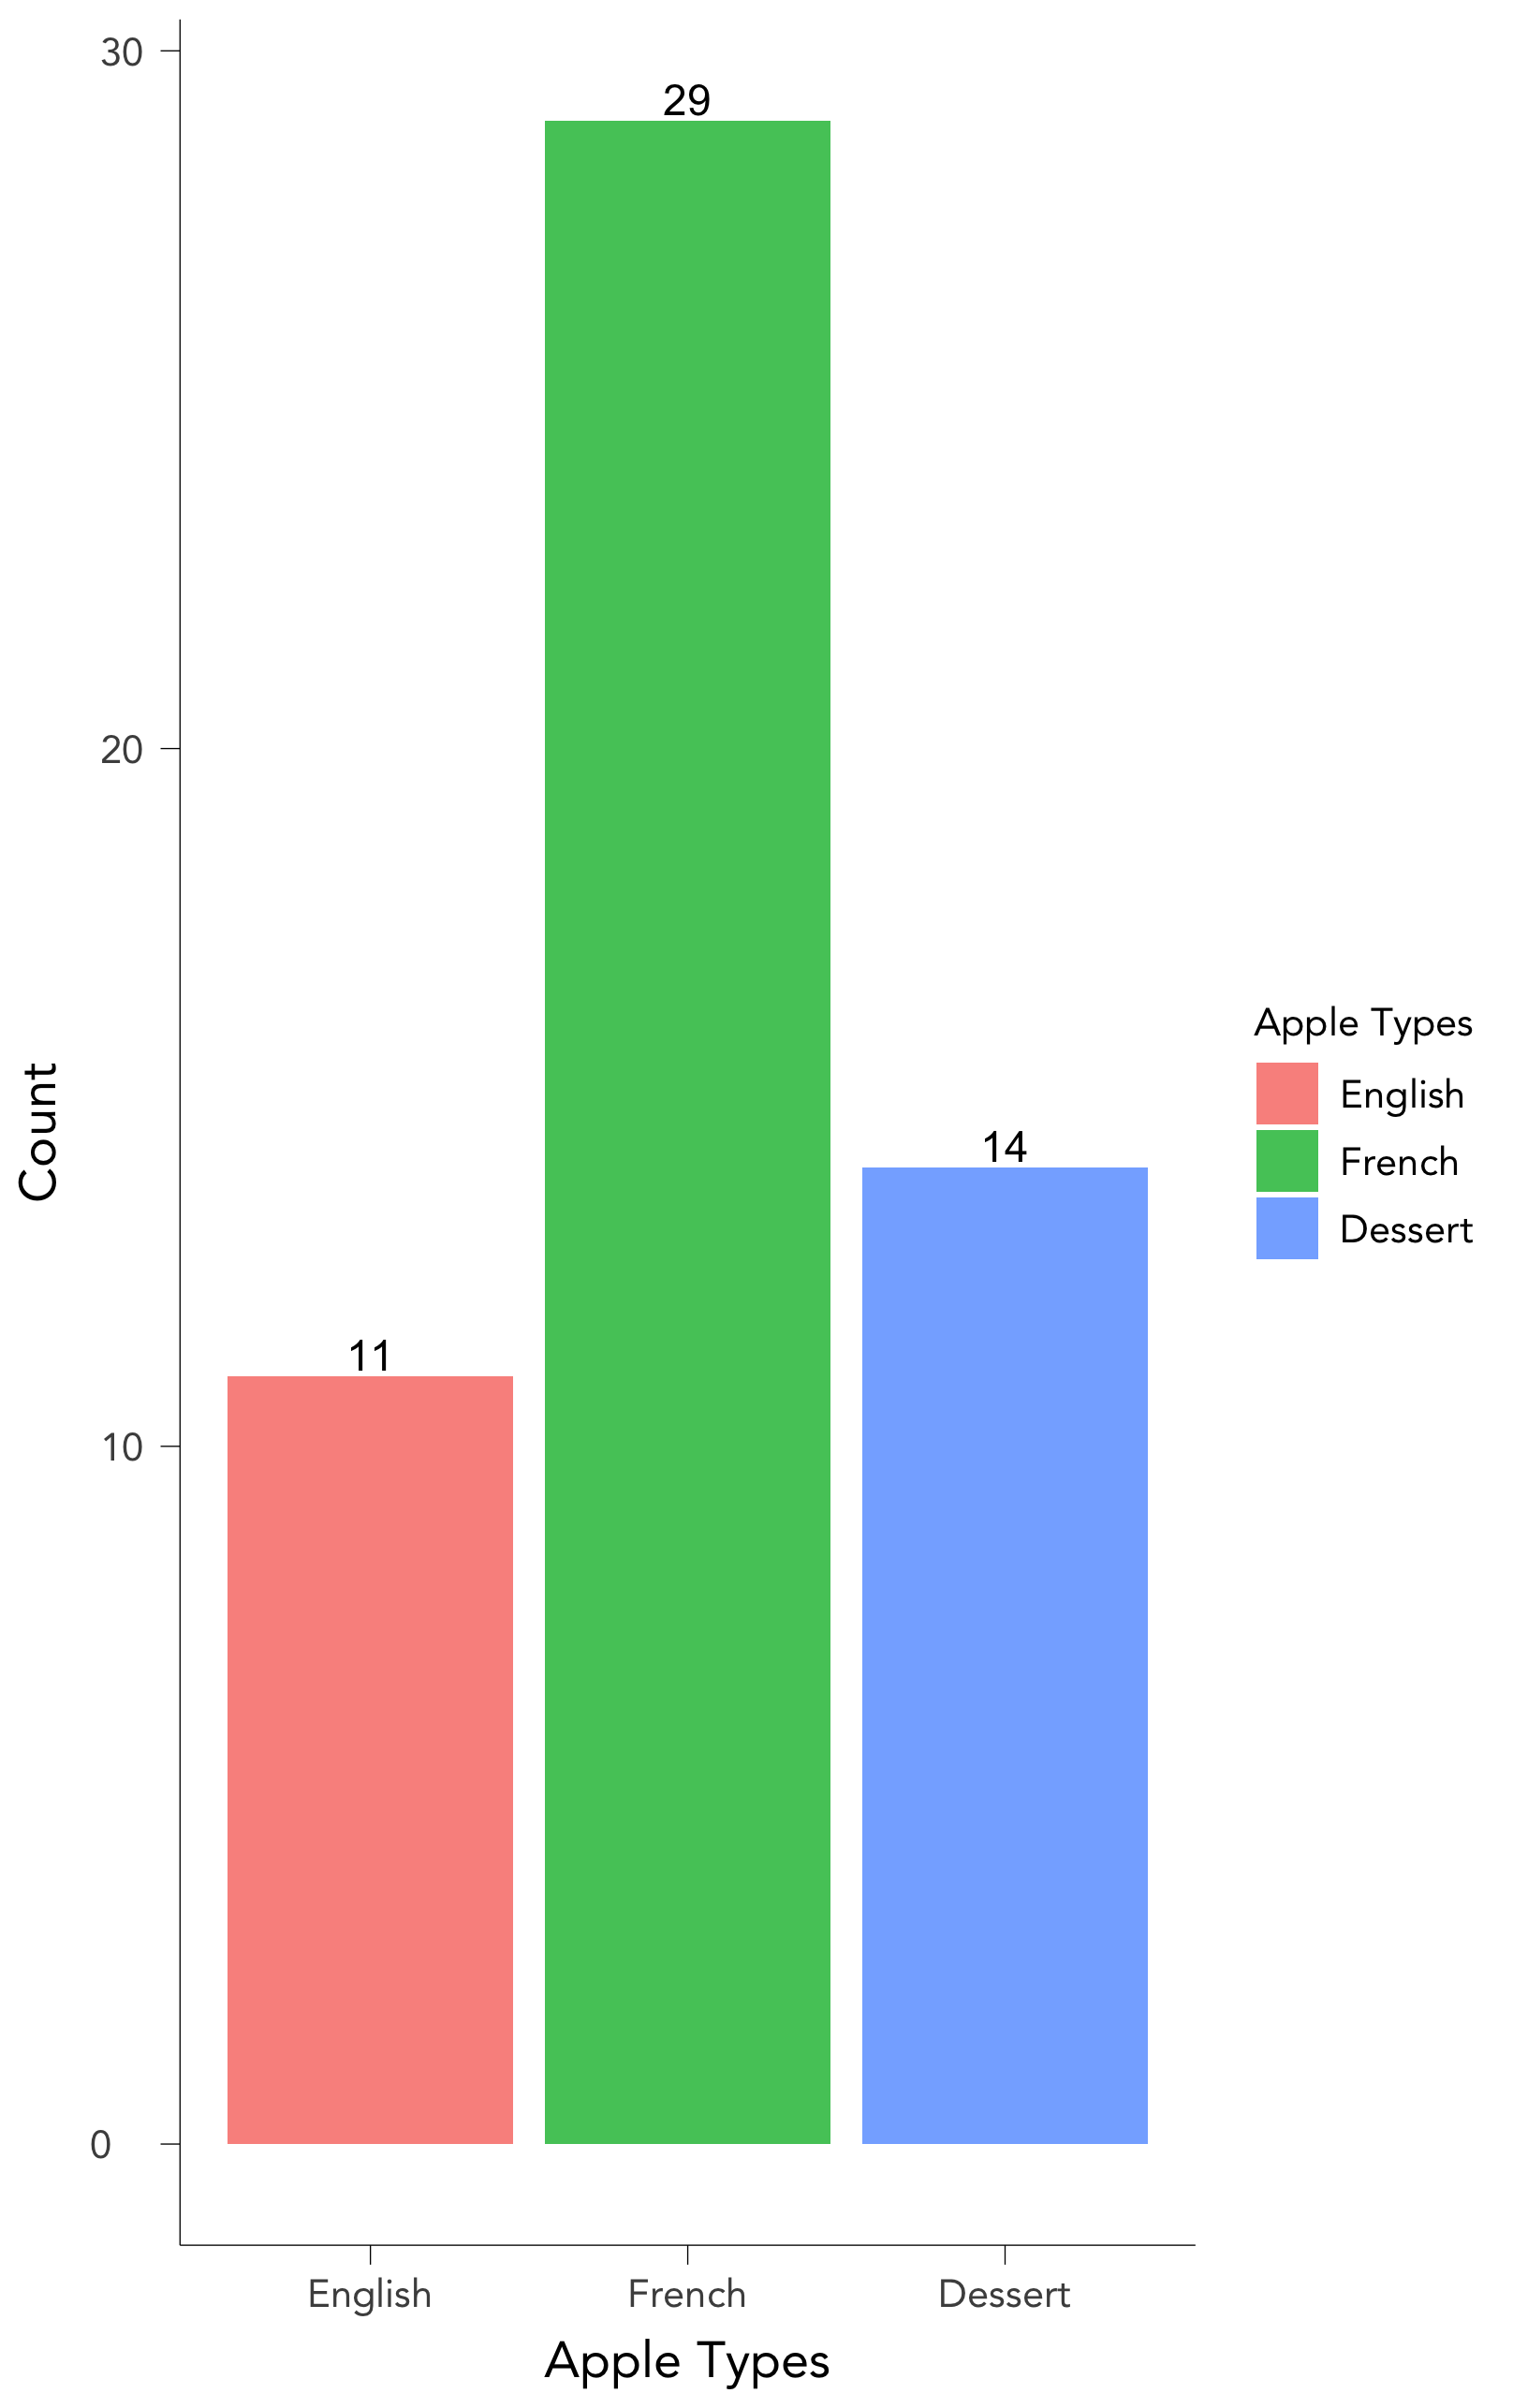 30
29
20
Count
Apple Types
English
French
Dessert
14
11
10
0
English French Dessert
Apple Types